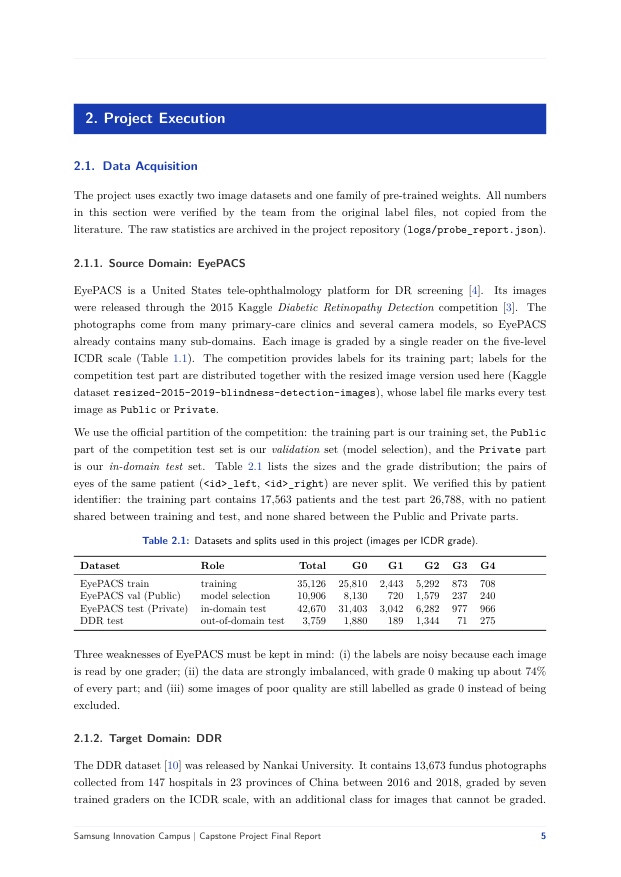 2. Project Execution
2.1. Data Acquisition
The project uses exactly two image datasets and one family of pre-trained weights. All numbers
in this section were verified by the team from the original label files, not copied from the
literature. The raw statistics are archived in the project repository (logs/probe_report.json).
2.1.1. Source Domain: EyePACS
EyePACS is a United States tele-ophthalmology platform for DR screening [4]. Its images
were released through the 2015 Kaggle Diabetic Retinopathy Detection competition [3]. The
photographs come from many primary-care clinics and several camera models, so EyePACS
already contains many sub-domains. Each image is graded by a single reader on the five-level
ICDR scale (Table 1.1). The competition provides labels for its training part; labels for the
competition test part are distributed together with the resized image version used here (Kaggle
dataset resized-2015-2019-blindness-detection-images), whose label file marks every test
image as Public or Private.
We use the official partition of the competition: the training part is our training set, the Public
part of the competition test set is our validation set (model selection), and the Private part
is our in-domain test set. Table 2.1 lists the sizes and the grade distribution; the pairs of
eyes of the same patient (<id>_left, <id>_right) are never split. We verified this by patient
identifier: the training part contains 17,563 patients and the test part 26,788, with no patient
shared between training and test, and none shared between the Public and Private parts.
Table 2.1: Datasets and splits used in this project (images per ICDR grade).
Dataset Role Total G0 G1 G2 G3 G4
EyePACS train training 35,126 25,810 2,443 5,292 873 708
EyePACS val (Public) model selection 10,906 8,130 720 1,579 237 240
EyePACS test (Private) in-domain test 42,670 31,403 3,042 6,282 977 966
DDR test out-of-domain test 3,759 1,880 189 1,344 71 275
Three weaknesses of EyePACS must be kept in mind: (i) the labels are noisy because each image
is read by one grader; (ii) the data are strongly imbalanced, with grade 0 making up about 74%
of every part; and (iii) some images of poor quality are still labelled as grade 0 instead of being
excluded.
2.1.2. Target Domain: DDR
The DDR dataset [10] was released by Nankai University. It contains 13,673 fundus photographs
collected from 147 hospitals in 23 provinces of China between 2016 and 2018, graded by seven
trained graders on the ICDR scale, with an additional class for images that cannot be graded.
Samsung Innovation Campus | Capstone Project Final Report 5